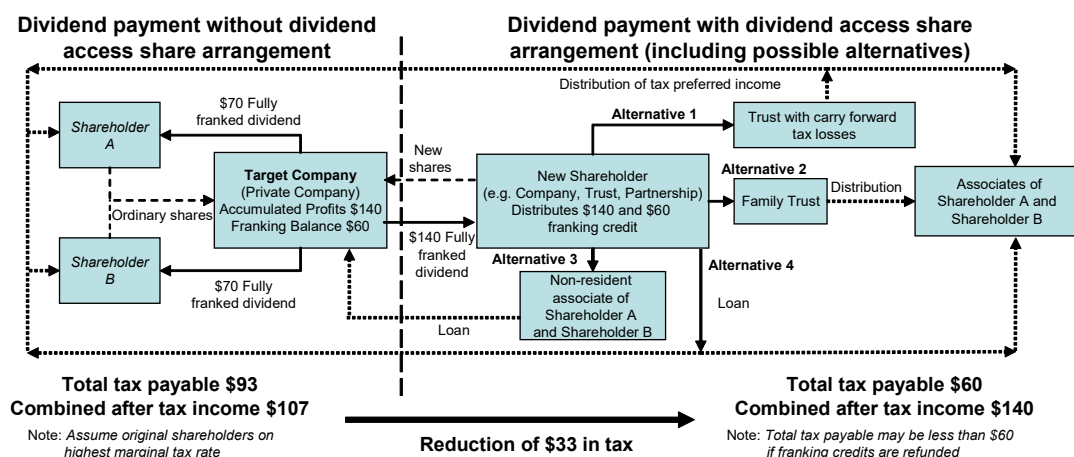 Dividend payment without dividend
access share arrangement
Dividend payment with dividend access share
arrangement (including possible alternatives)
Distribution of tax preferred income
$70 Fully
franked dividend
Shareholder
A
Alternative 1
Trust with carry forward
tax losses
New
shares
Target Company
(Private Company)
Accumulated Profits $140
Franking Balance $60
New Shareholder
(e.g. Company, Trust, Partnership)
Distributes $140 and $60
franking credit
Alternative 2
Family Trust
Distribution
Associates of
Shareholder A and
Shareholder B
Ordinary shares
$140 Fully
franked
dividend
Shareholder
B
$70 Fully
franked dividend
Alternative 3
Alternative 4
Non-resident
associate of
Shareholder A
and Shareholder B
Loan
Loan
Total tax payable $93
Combined after tax income $107
Note: Assume original shareholders on
highest marginal tax rate
Reduction of $33 in tax
Total tax payable $60
Combined after tax income $140
Note: Total tax payable may be less than $60
if franking credits are refunded